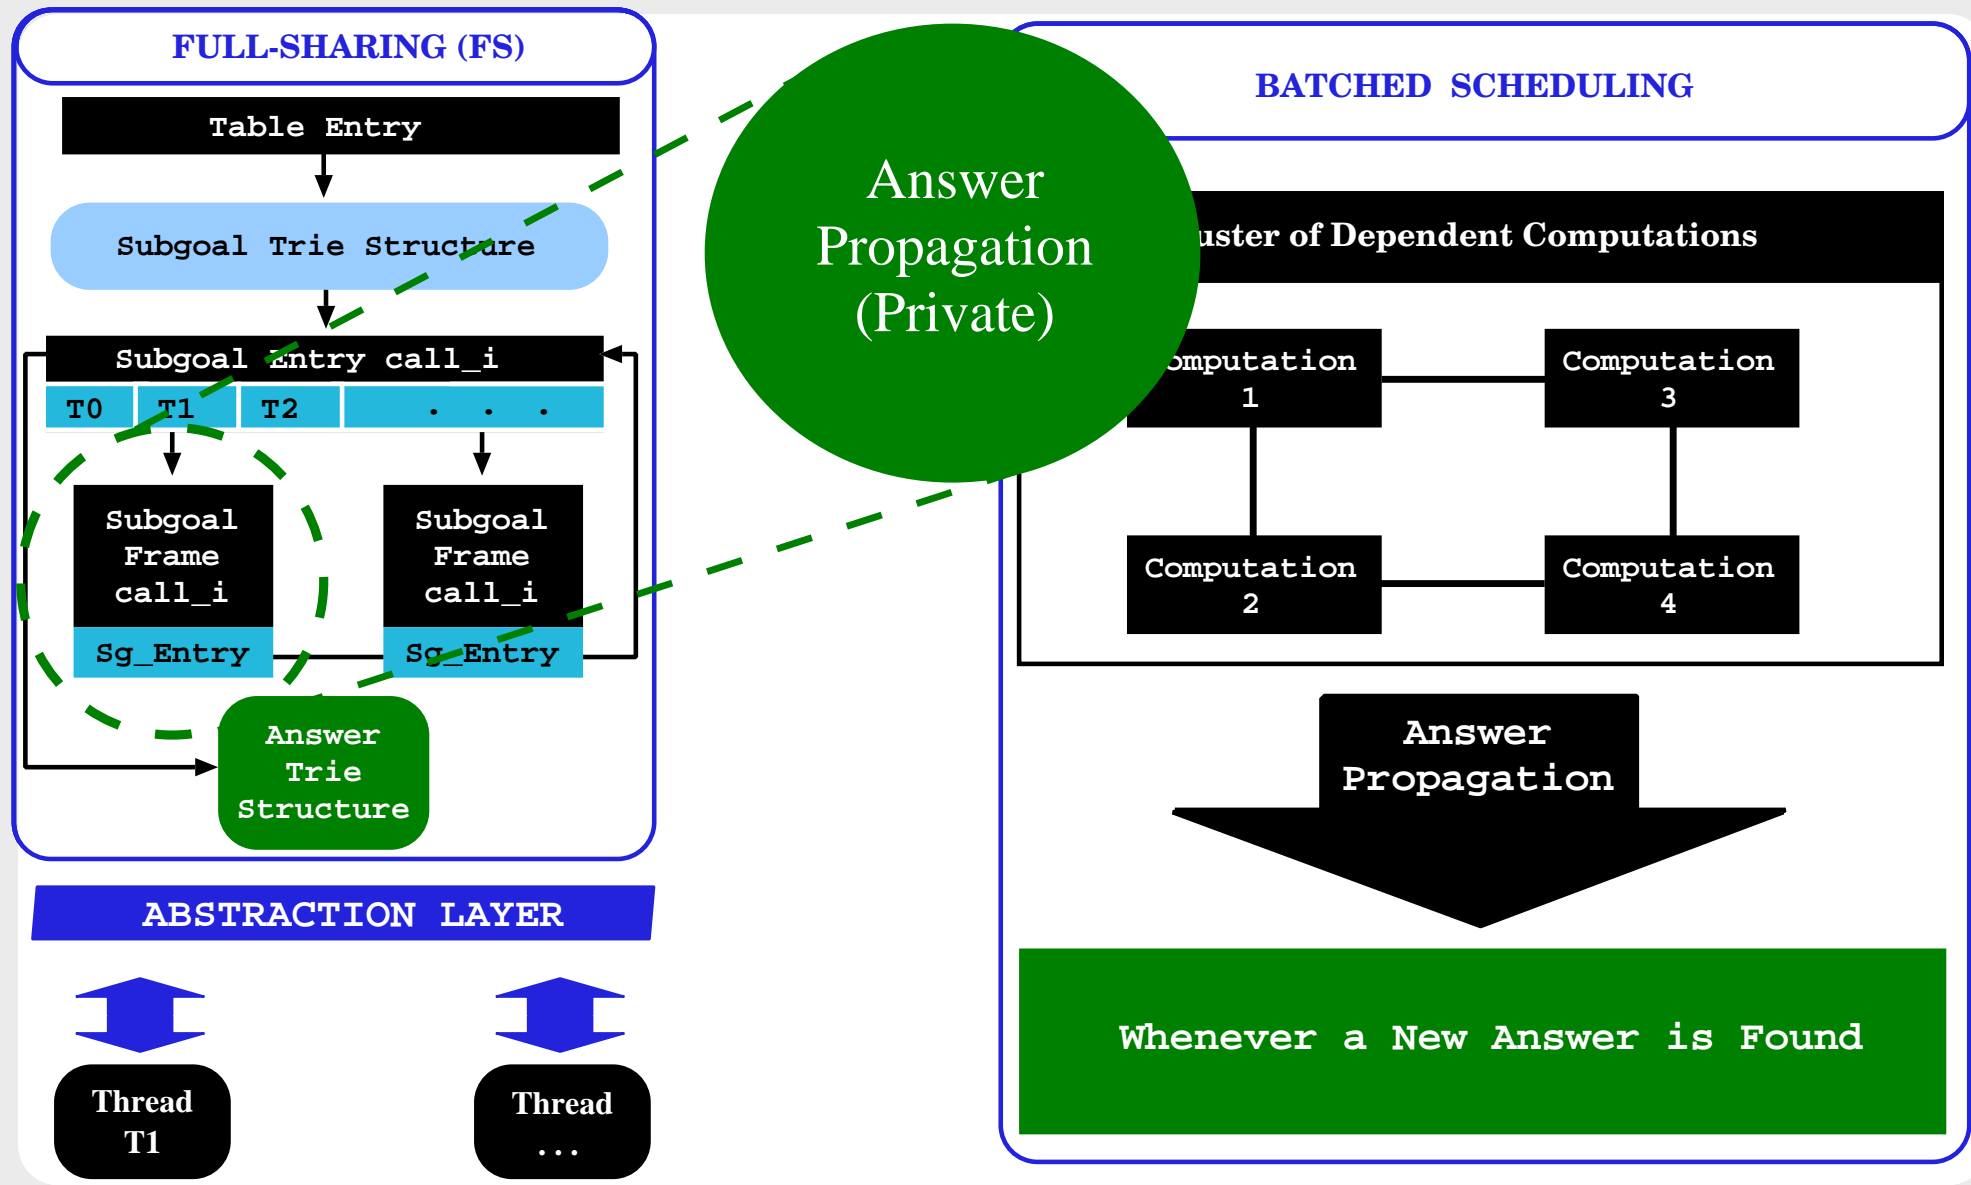 FULL-SHARING (FS)
Table Entry
Subgoal Trie Structure
Subgoal Entry call_i
T0 T1 T2 . . .
Subgoal
Frame
call_i
Sg_Entry
Subgoal
Frame
call_i
Sg_Entry
Answer
Trie
Structure
ABSTRACTION LAYER
Thread
T1
Thread
...
Answer
Propagation
(Private)
BATCHED SCHEDULING
of Dependent Computations
1
Computation
3
Computation
2
Computation
4
Answer
Propagation
Whenever a New Answer is Found